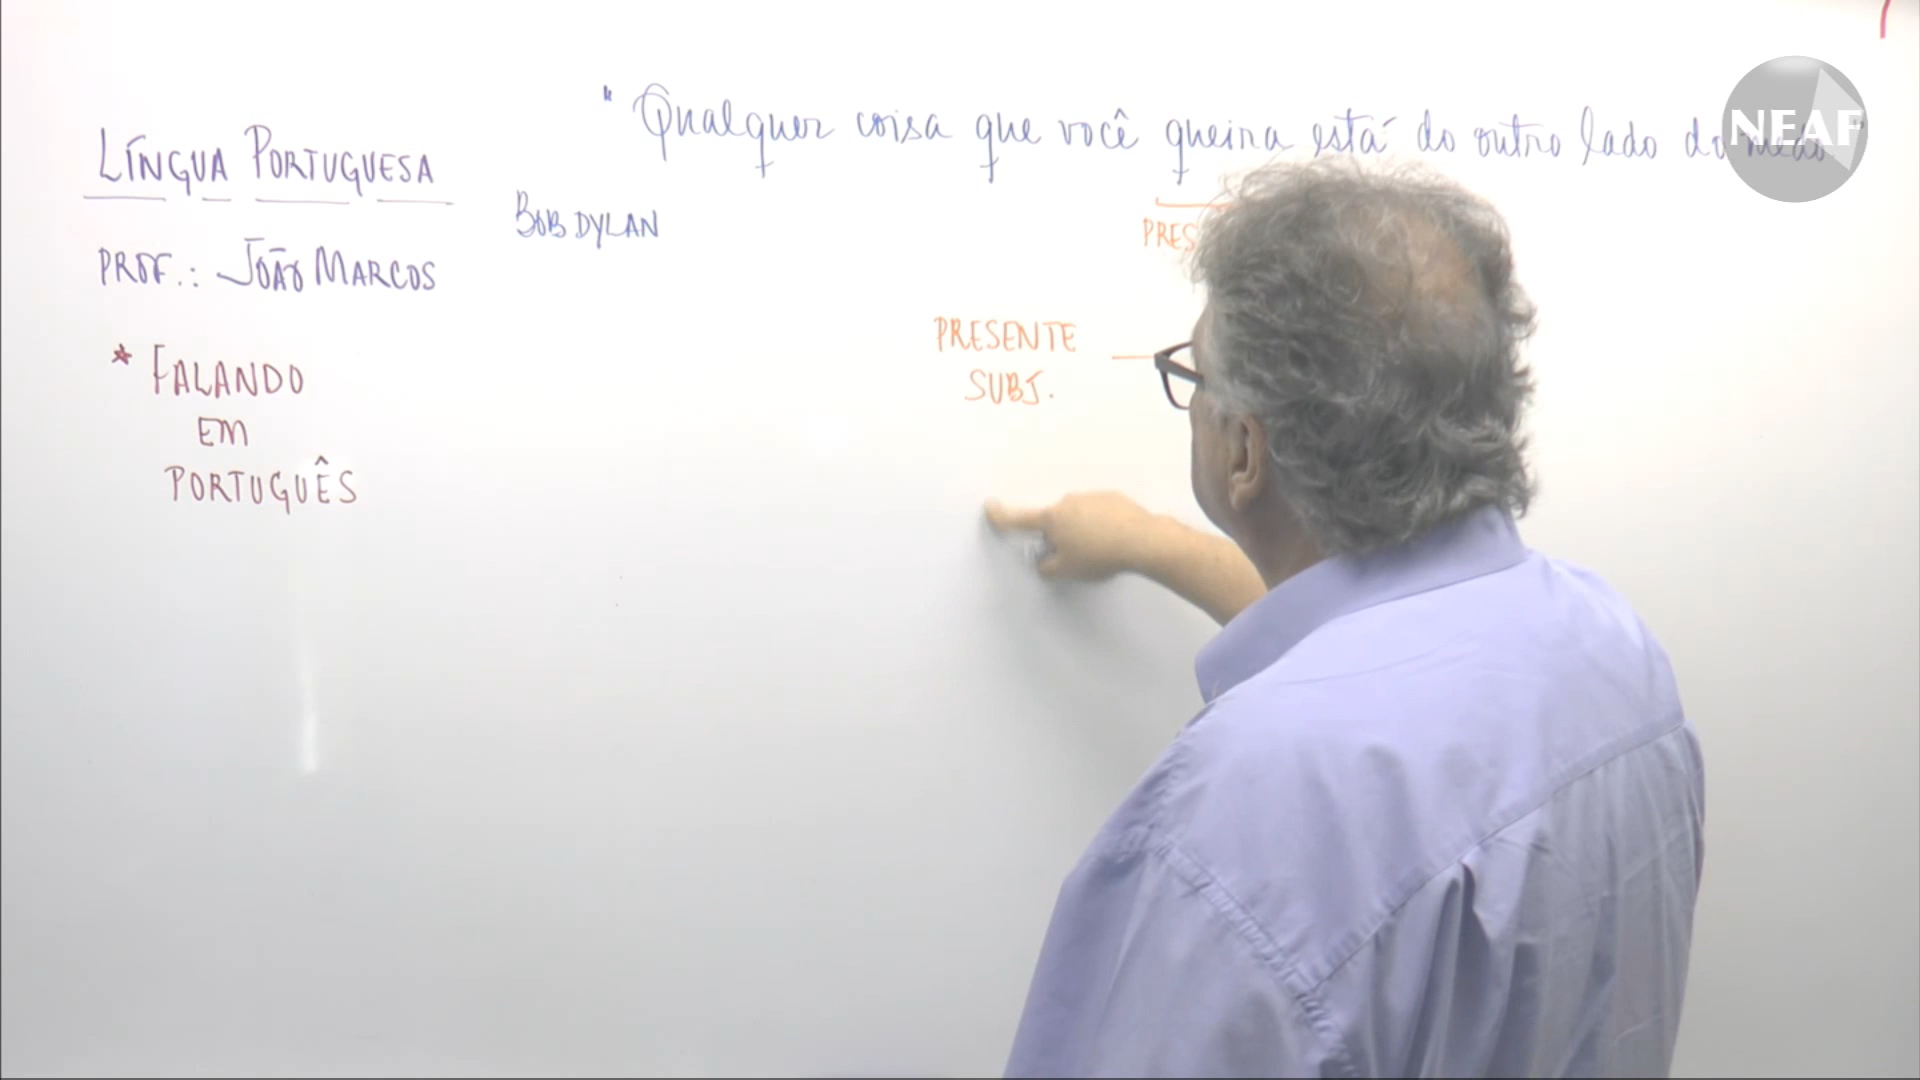 "Qualquer coisa que você queira está do outro lado do medo"
LÍNGUA PORTUGUESA
BOB DYLAN
PROF.: JOÃO MARCOS
PRES
PRESENTE
SUBJ.
* FALANDO
EM
PORTUGUÊS
NEAF